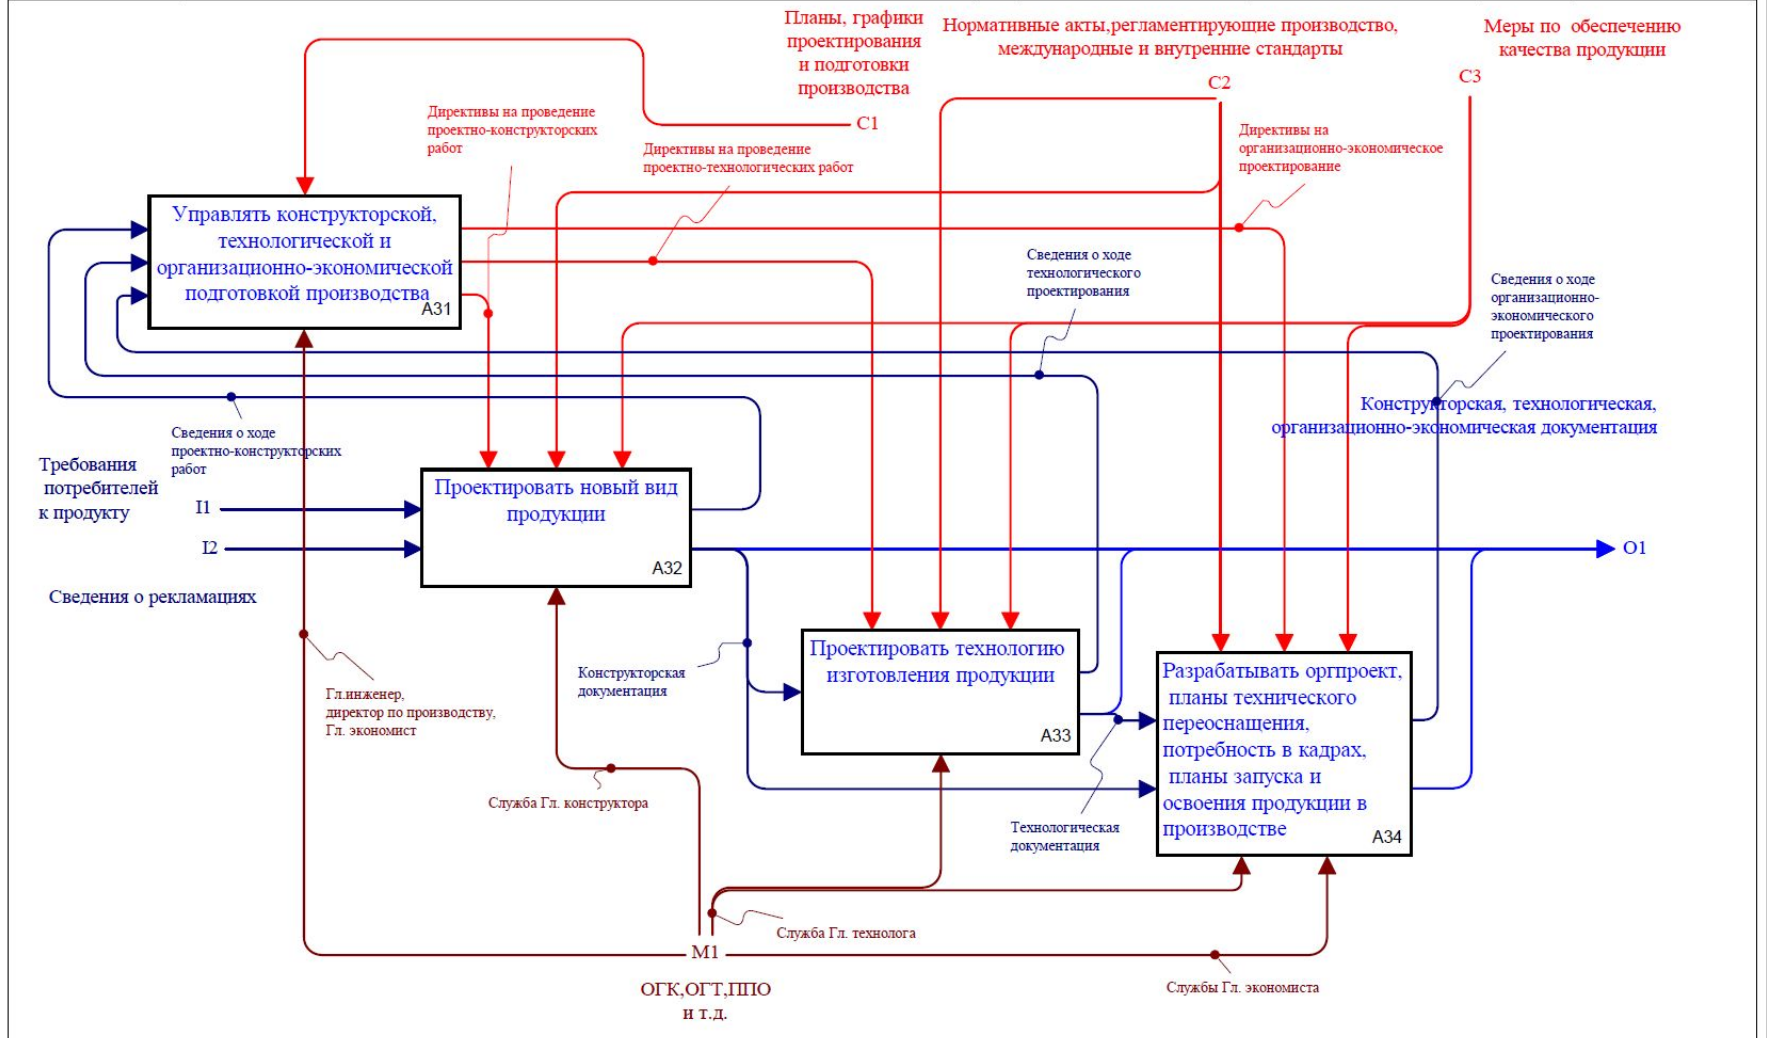 Планы, графики
проектирования
и подготовки
производства
C1
Нормативные акты,регламентирующие производство,
международные и внутренние стандарты
C2
Меры по обеспечению
качества продукции
C3
Директивы на проведение
проектно-конструкторских
работ
Директивы на проведение
проектно-технологических работ
Директивы на
организационно-экономическое
проектирование
Управлять конструкторской,
технологической и
организационно-экономической
подготовкой производства
A31
Сведения о ходе
технологического
проектирования
Сведения о ходе
организационно-
экономического
проектирования
Конструкторская, технологическая,
организационно-экономическая документация
Сведения о ходе
проектно-конструкторских
работ
Требования
потребителей
к продукту
I1
I2
Сведения о рекламациях
Проектировать новый вид
продукции
A32
O1
Конструкторская
документация
Проектировать технологию
изготовления продукции
A33
Разрабатывать оргпроект,
планы технического
переоснащения,
потребность в кадрах,
планы запуска и
освоения продукции в
производстве
A34
Гл.инженер,
директор по производству,
Гл. экономист
Служба Гл. конструктора
Технологическая
документация
Служба Гл. технолога
M1
ОГК,ОГТ,ППО
и т.д.
Службы Гл. экономиста